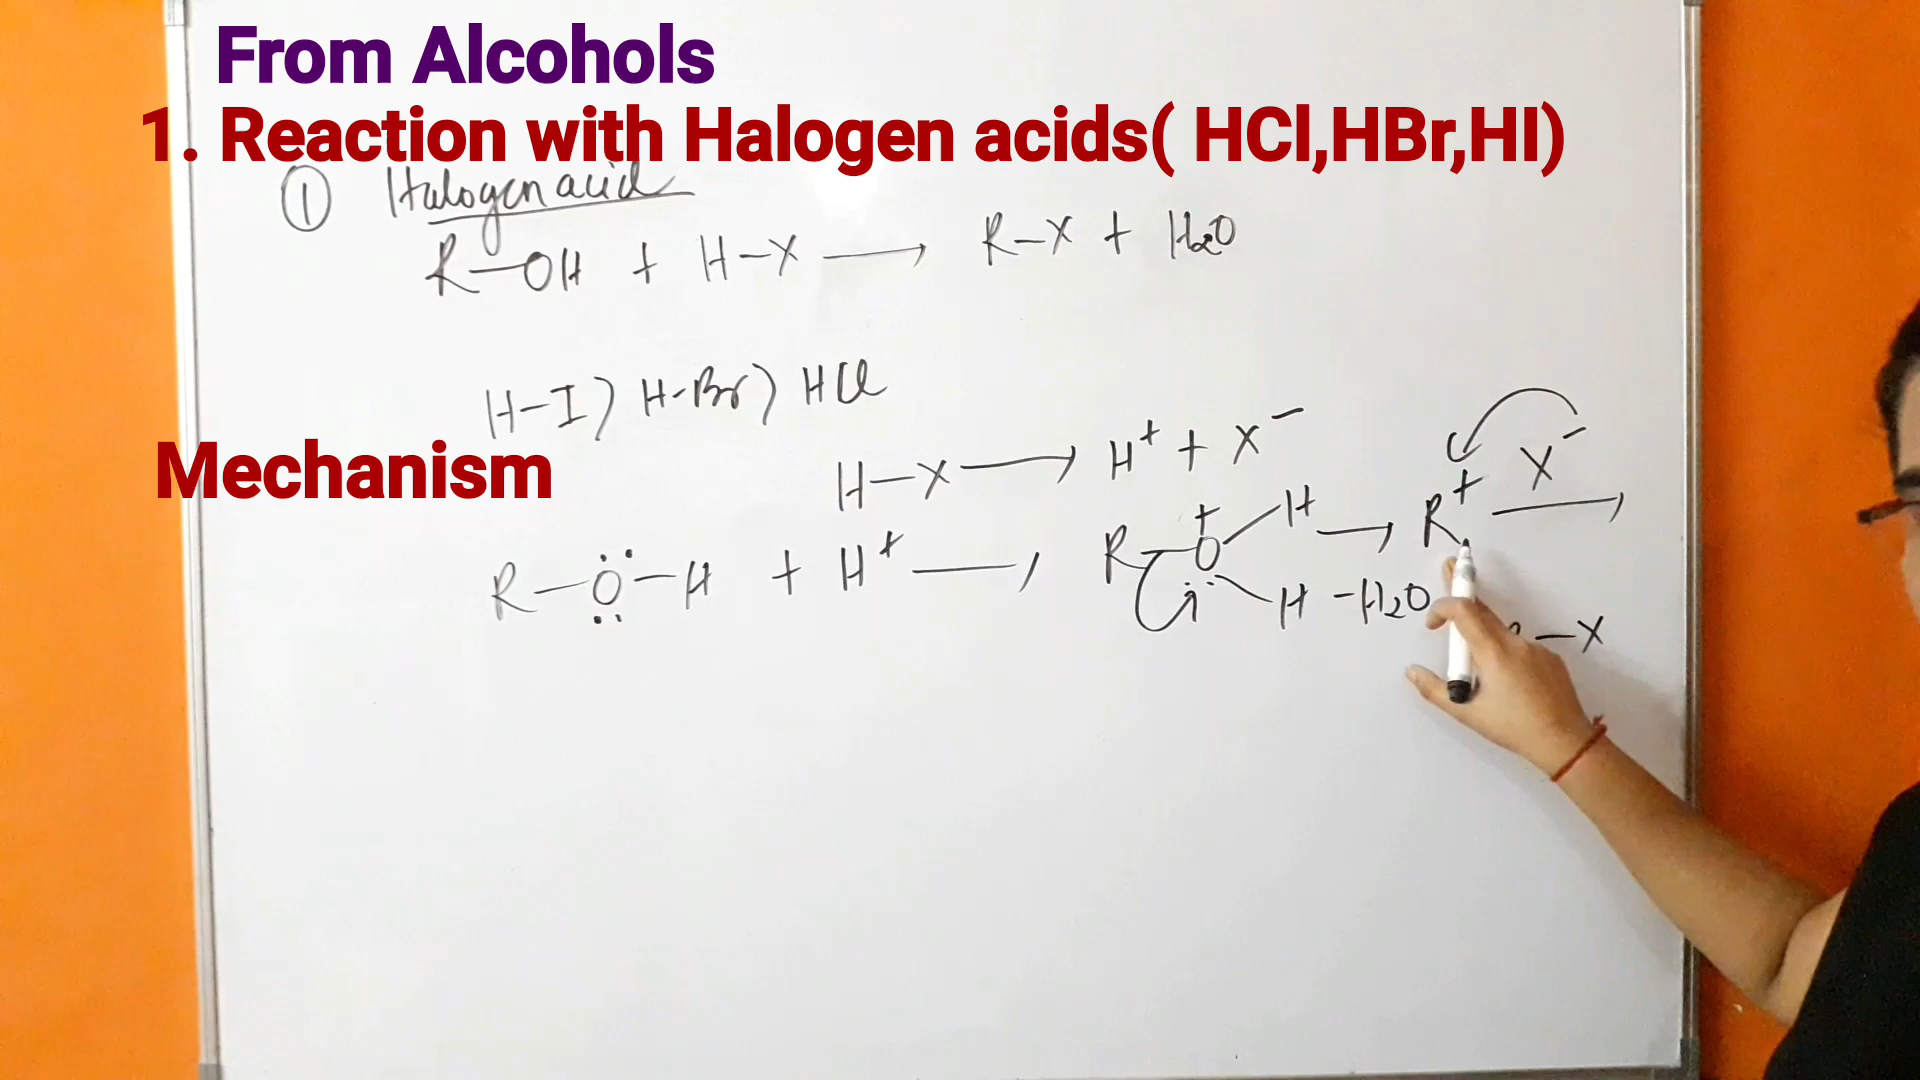 From Alcohols
1. Reaction with Halogen acids( HCl,HBr,HI)
① Halogen acid
R—OH + H—X ⟶ R—X + H₂O
H—I > H-Br > HCl
Mechanism
H—X ⟶ H⁺ + X⁻
R—Ö—H + H⁺ ⟶ R—O⁺ H H ⟶ -H₂O R⁺ X⁻ ⟶
—X